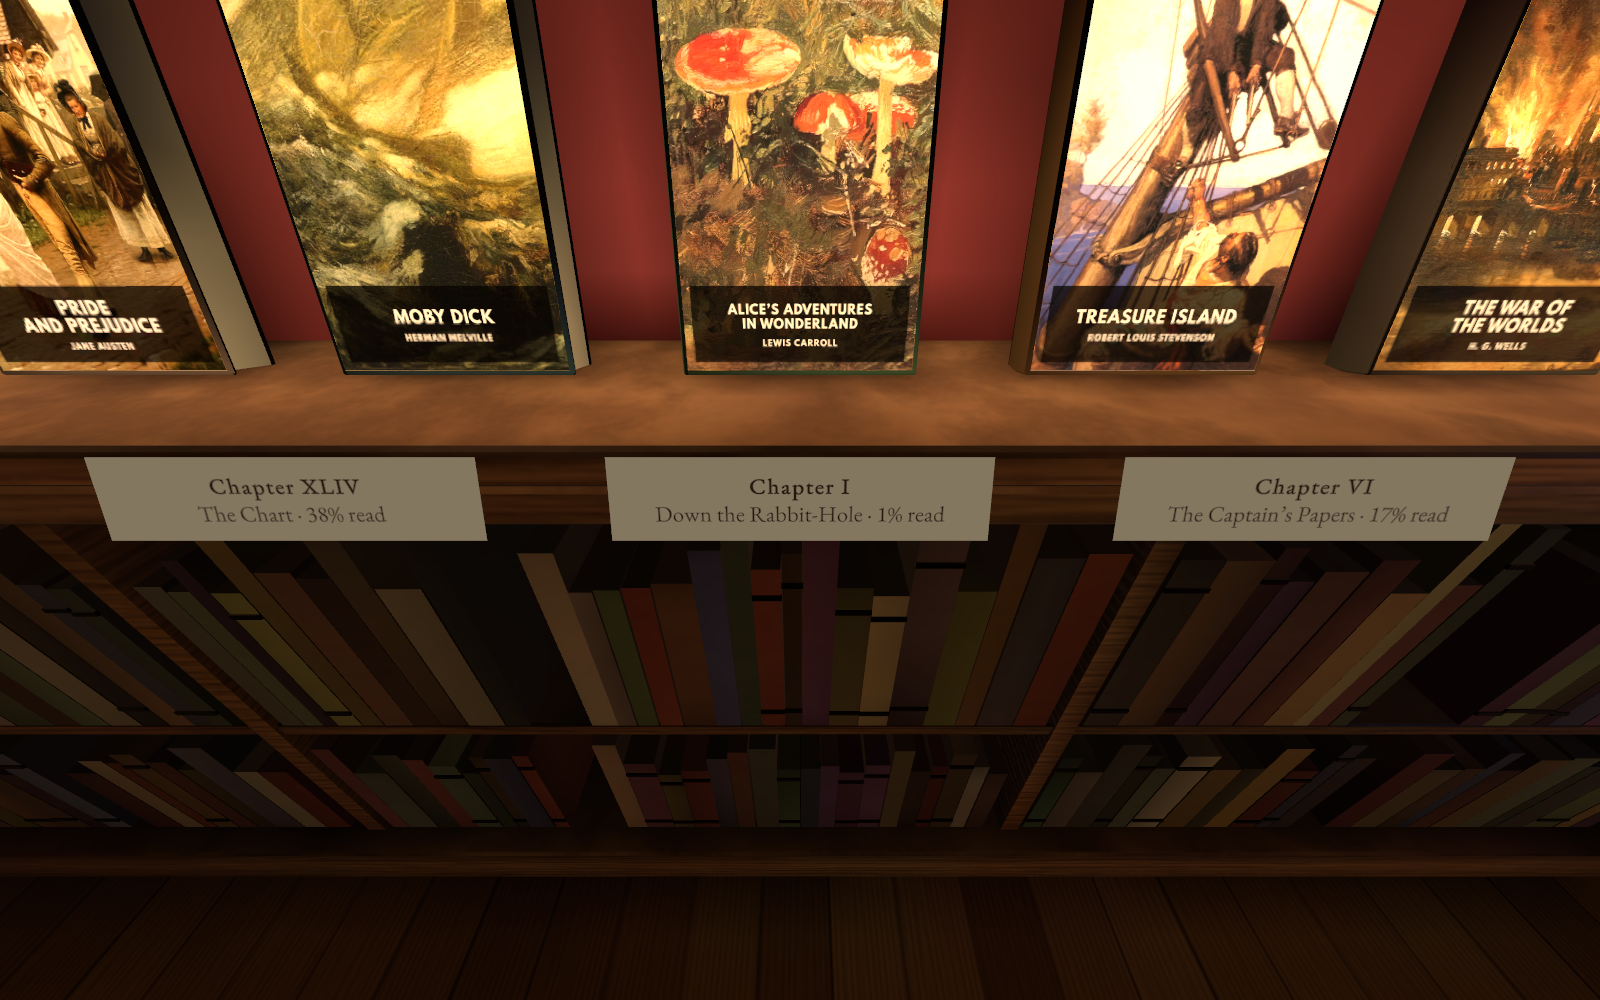 PRIDE
AND PREJUDICE
JANE AUSTEN
MOBY DICK
HERMAN MELVILLE
ALICE'S ADVENTURES
IN WONDERLAND
LEWIS CARROLL
TREASURE ISLAND
ROBERT LOUIS STEVENSON
THE WAR OF
THE WORLDS
H. G. WELLS
Chapter XLIV
The Chart · 38% read
Chapter I
Down the Rabbit-Hole · 1% read
Chapter VI
The Captain's Papers · 17% read